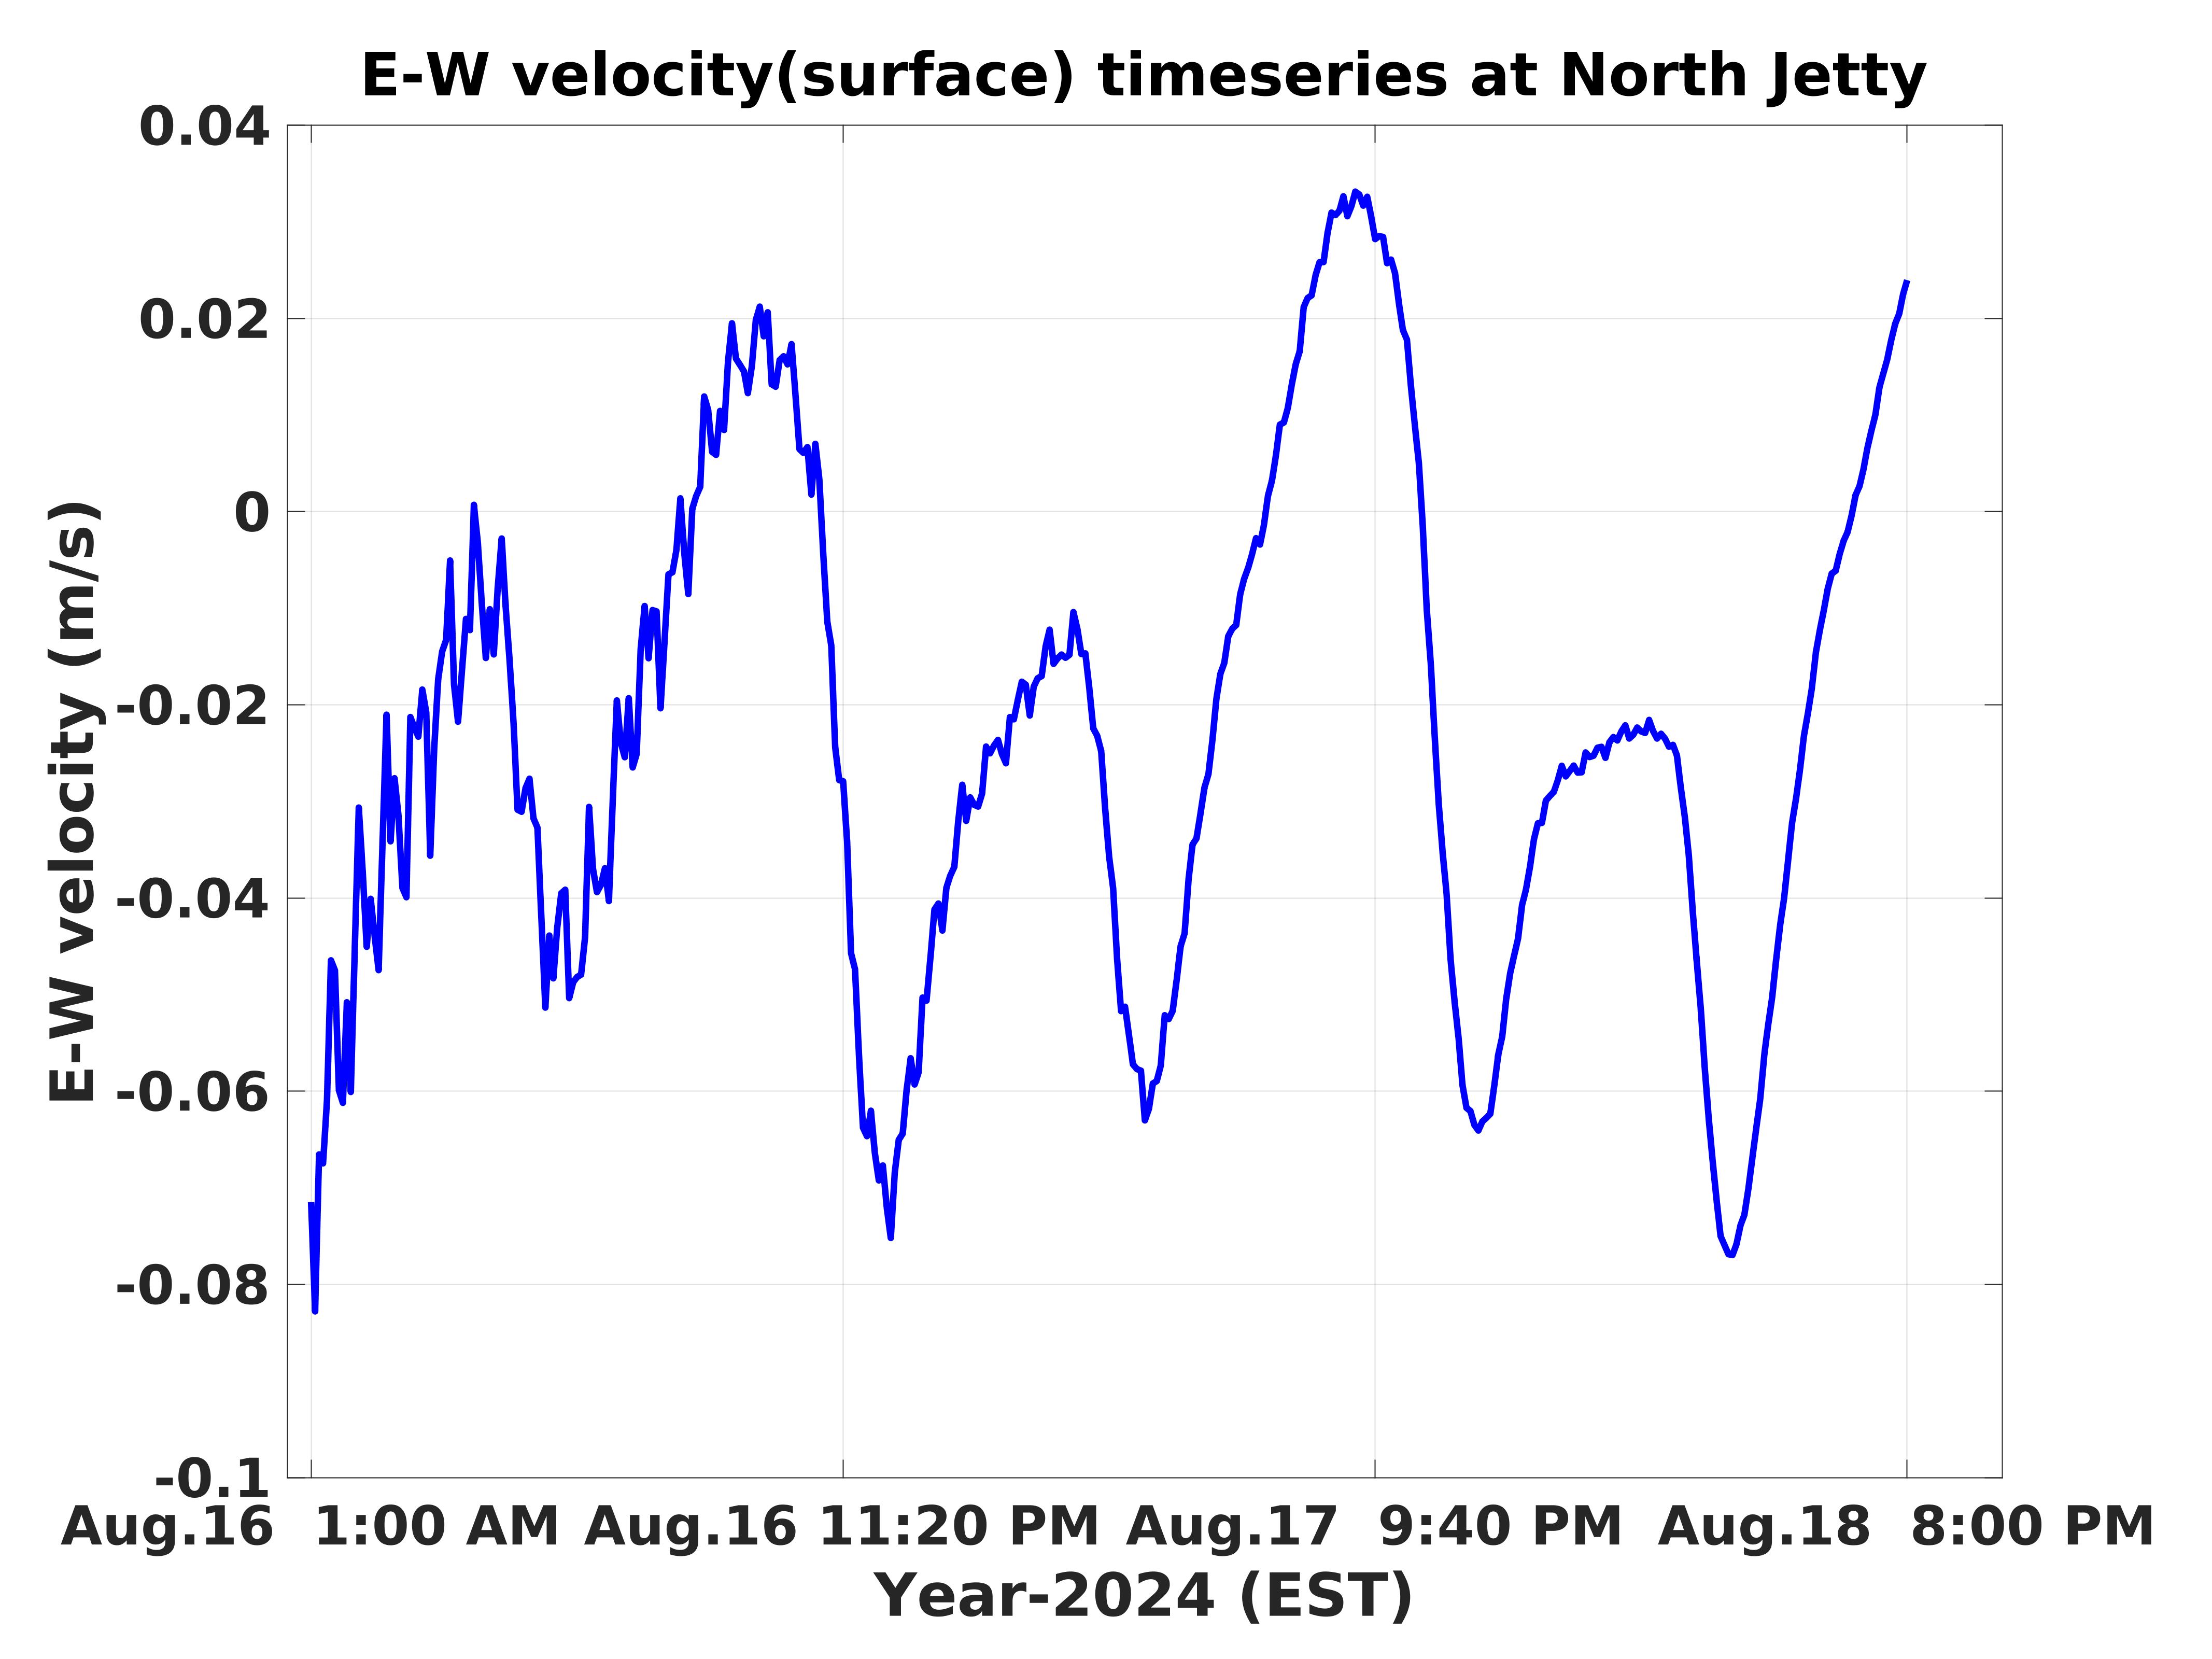 E-W velocity(surface) timeseries at North Jetty
E-W velocity (m/s)
0.04
0.02
0
-0.02
-0.04
-0.06
-0.08
-0.1
Aug.16 1:00 AM Aug.16 11:20 PM Aug.17 9:40 PM Aug.18 8:00 PM
Year-2024 (EST)